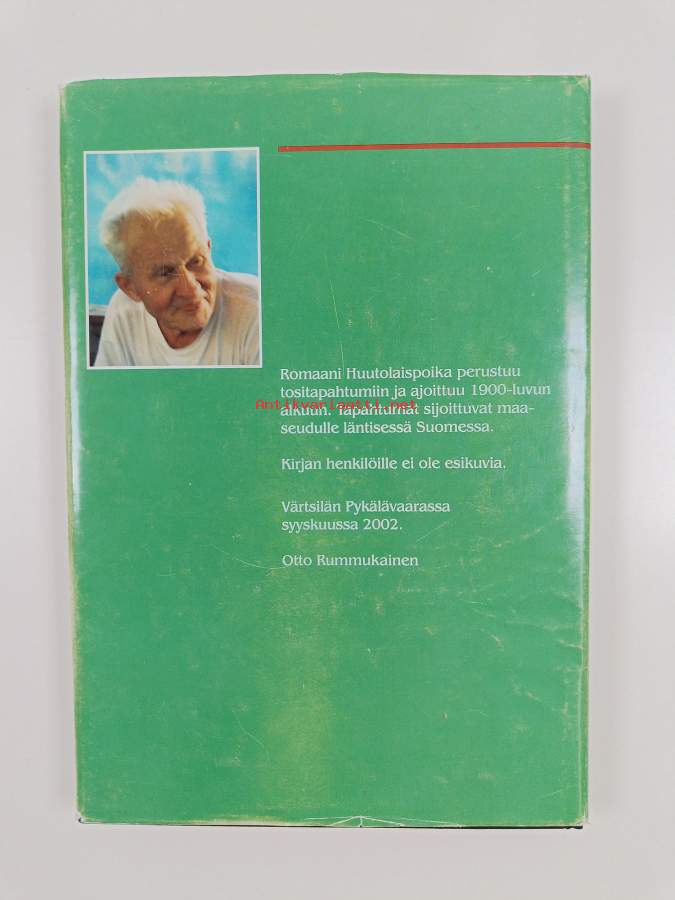 Romaani Huutolaispoika perustuu
tositapahtumiin ja ajoittuu 1900-luvun
Antikvariaatti.net
alkuun. Tapahtumat sijoittuvat maa-
seudulle läntisessä Suomessa.
Kirjan henkilöille ei ole esikuvia.
Värtsilän Pykälävaarassa
syyskuussa 2002.
Otto Rummukainen